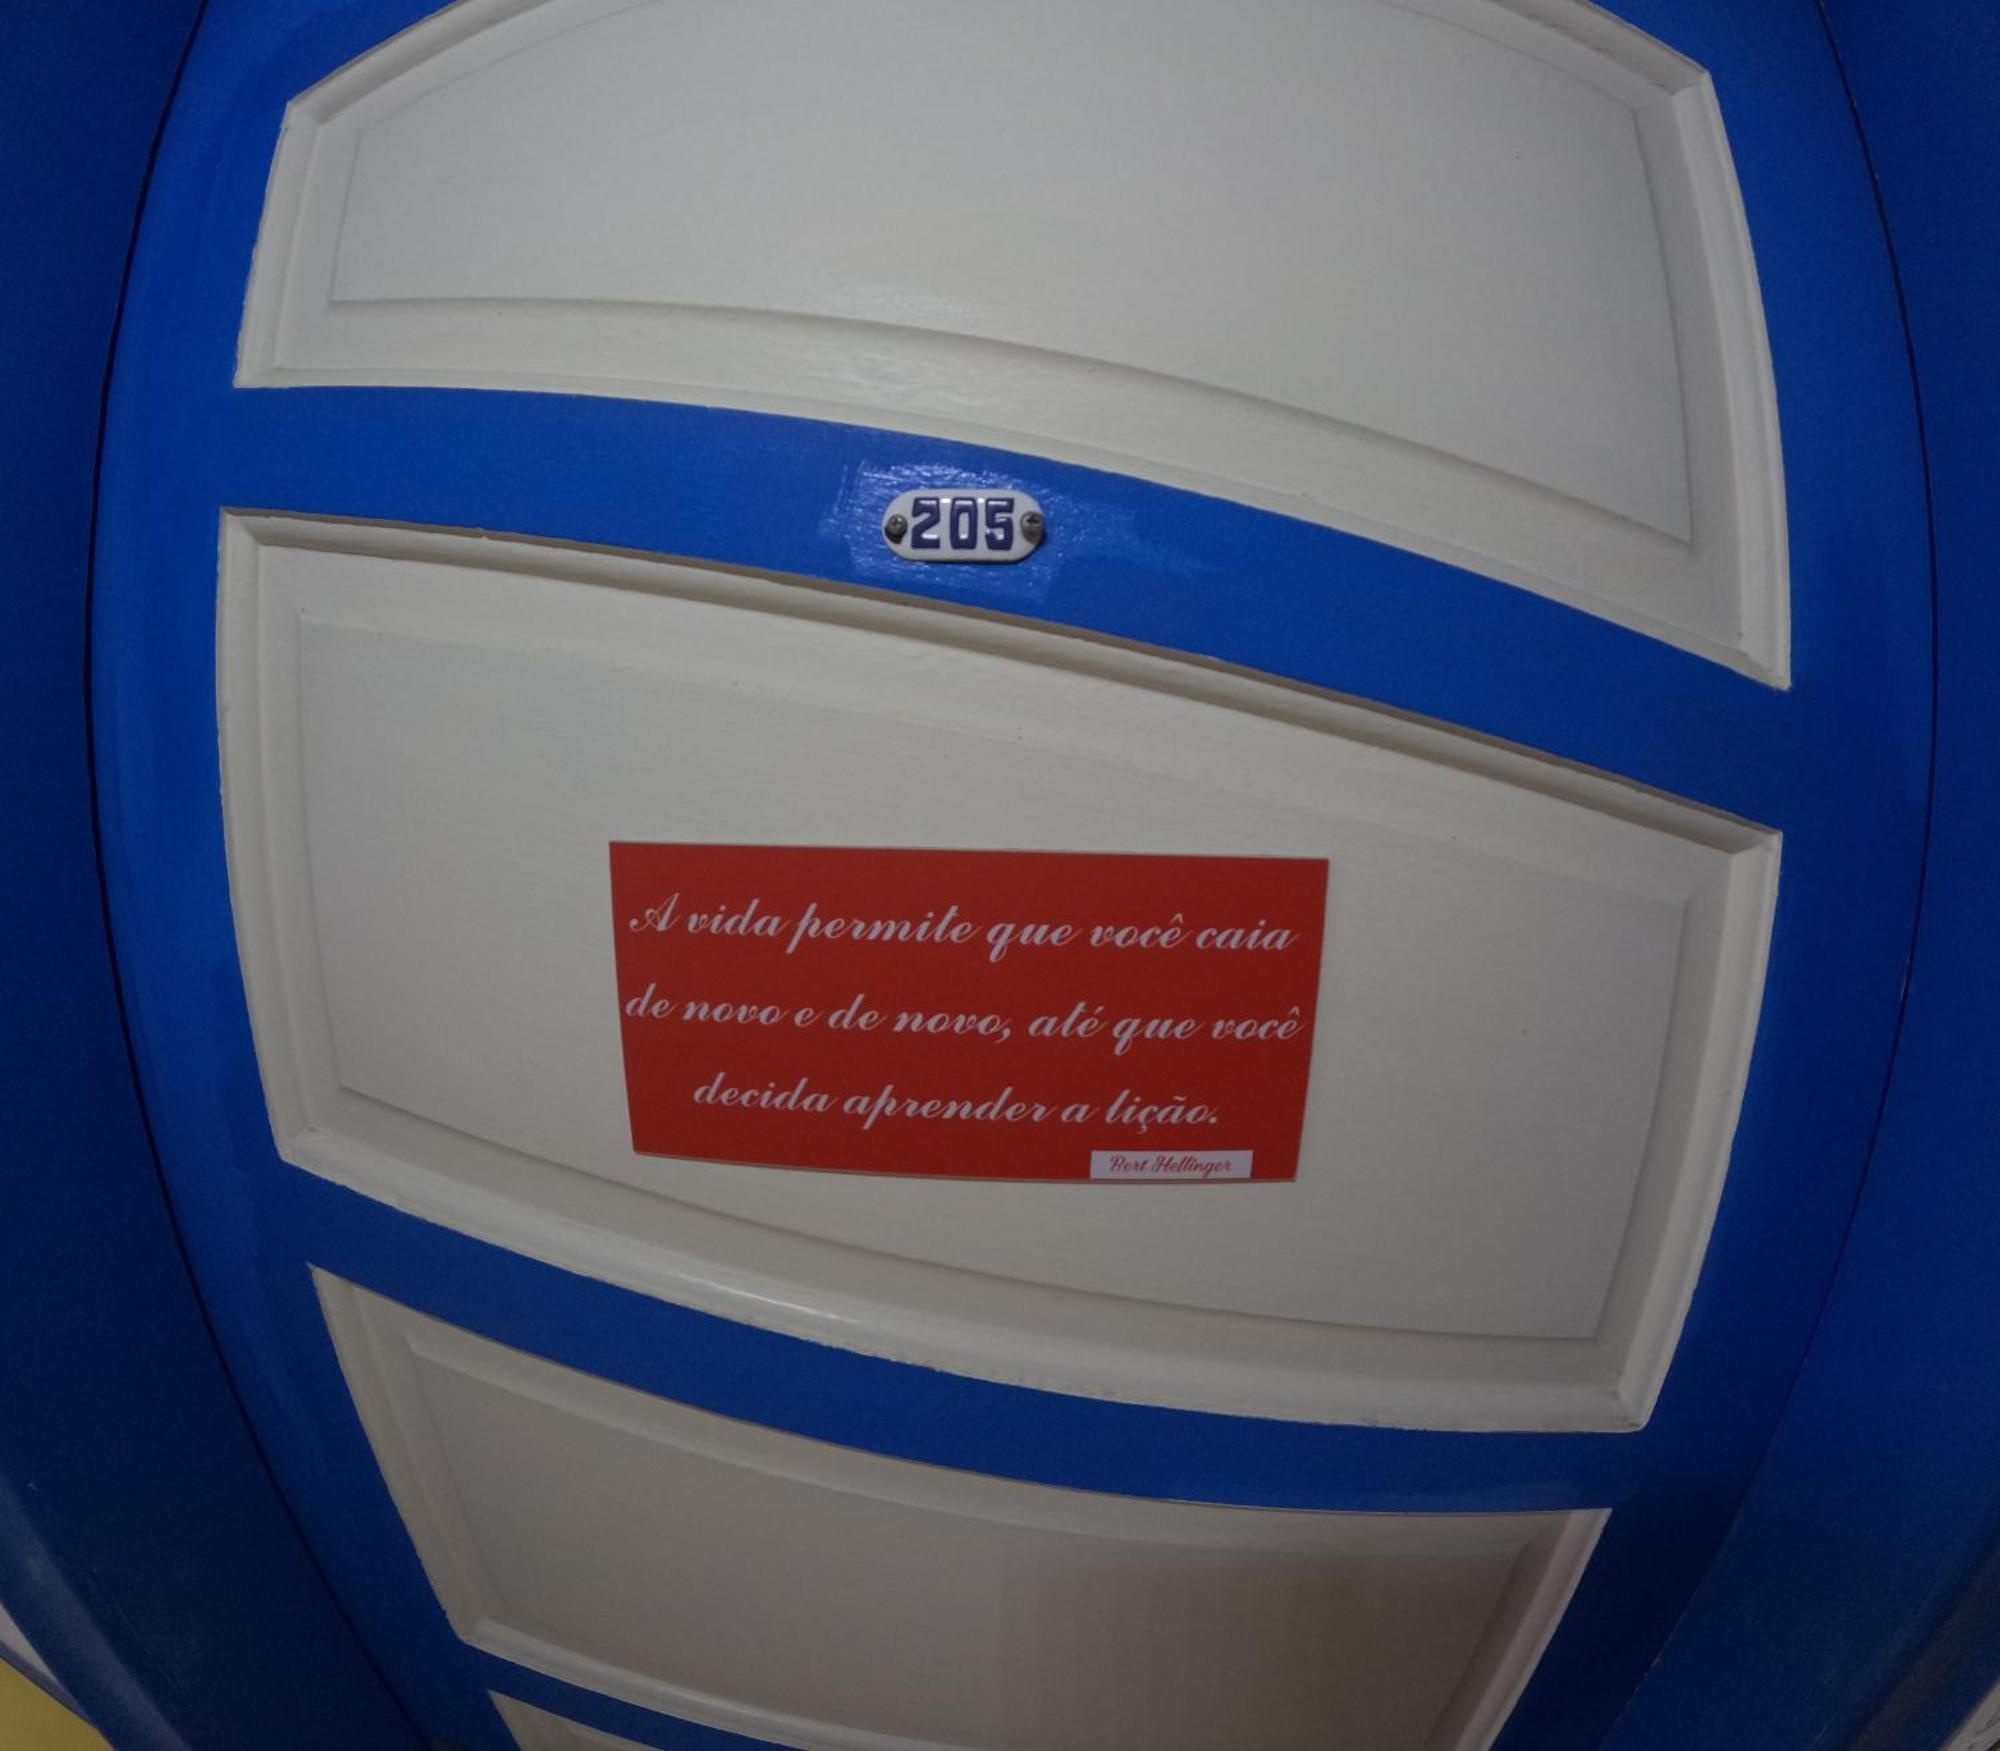 205
A vida permite que você caia
de novo e de novo, até que você
decida aprender a lição.
Bert Hellinger